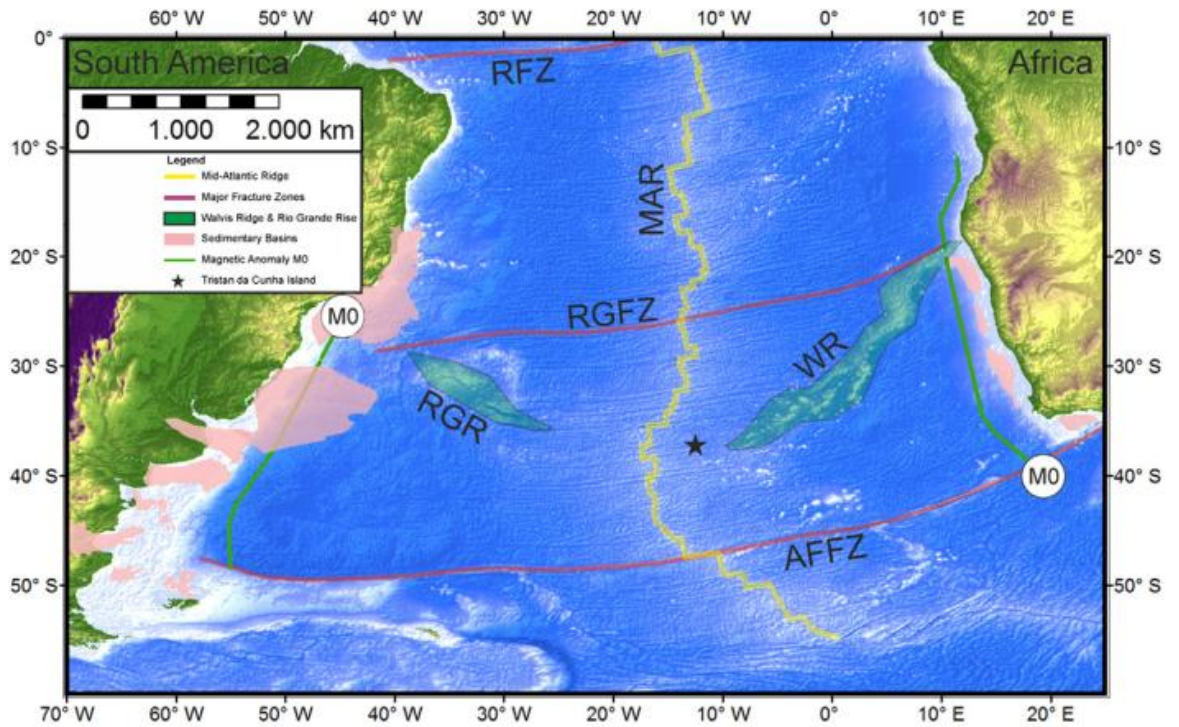 60° W 50° W 40° W 30° W 20° W 10° W 0° 10° E 20° E
0°
South America
Africa
RFZ
0 1.000 2.000 km
Legend
Mid-Atlantic Ridge
Major Fracture Zones
Walvis Ridge & Rio Grande Rise
Sedimentary Basins
Magnetic Anomaly M0
Tristan da Cunha Island
10° S
10° S
MAR
20° S
20° S
M0
RGFZ
30° S
30° S
WR
RGR
40° S
40° S
M0
AFFZ
50° S
50° S
70° W 60° W 50° W 40° W 30° W 20° W 10° W 0° 10° E 20° E